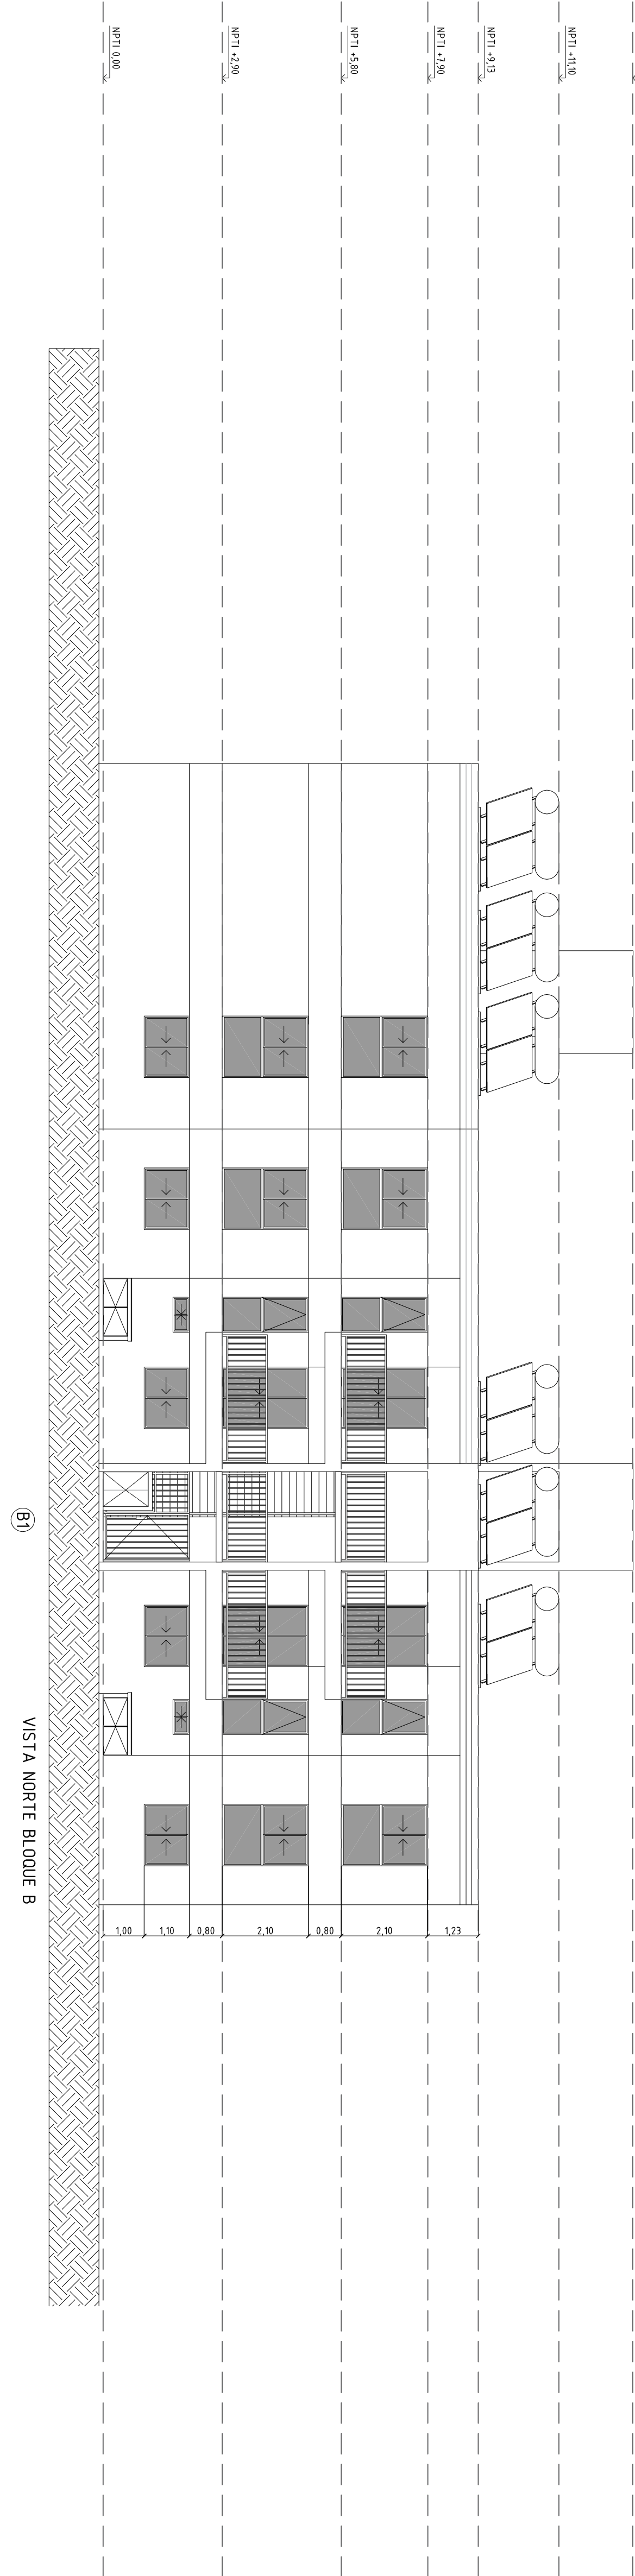 NPTI +11,10
NPTI +9,13
NPTI +7,90
NPTI +5,80
NPTI +2,90
NPTI 0,00
1,23
2,10
0,80
2,10
0,80
1,10
1,00
B1
VISTA NORTE BLOQUE B